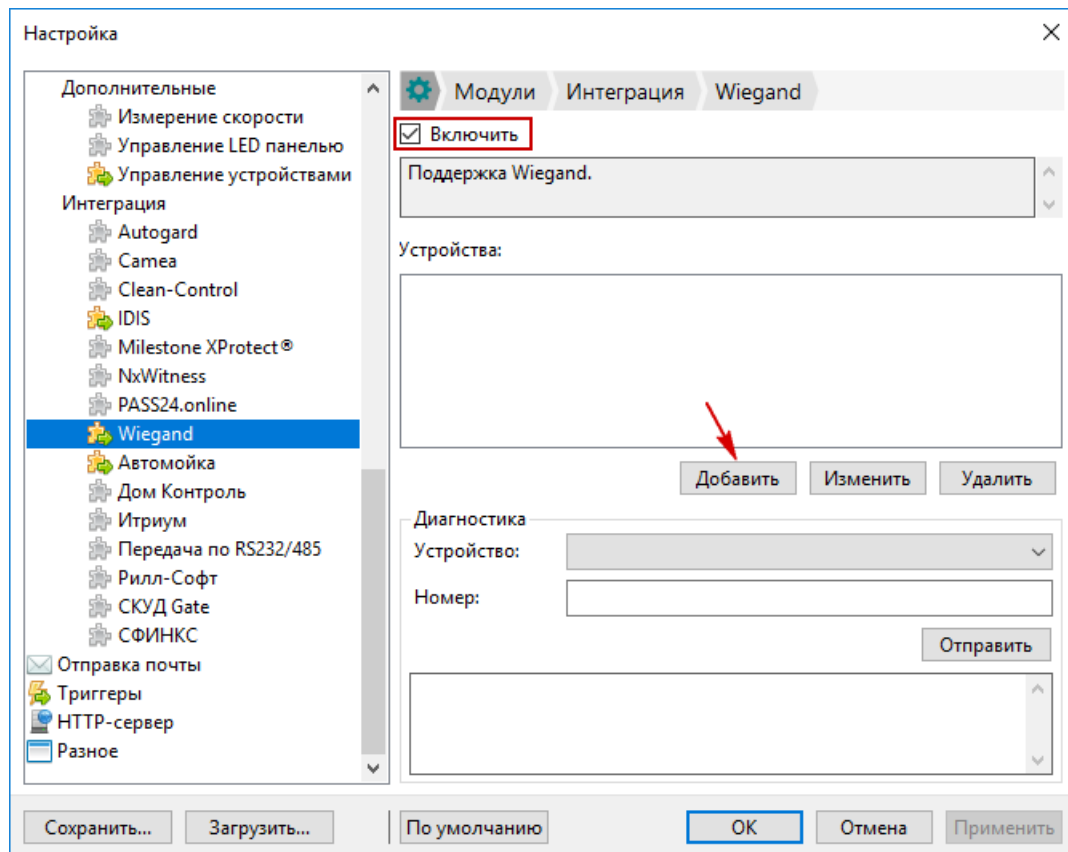 Настройка
Дополнительные
Измерение скорости
Управление LED панелью
Управление устройствами
Интеграция
Autogard
Camea
Clean-Control
IDIS
Milestone XProtect®
NxWitness
PASS24.online
Wiegand
Автомойка
Дом Контроль
Итриум
Передача по RS232/485
Рилл-Софт
СКУД Gate
СФИНКС
Отправка почты
Триггеры
HTTP-сервер
Разное
Модули Интеграция Wiegand
Включить
Поддержка Wiegand.
Устройства:
Добавить Изменить Удалить
Диагностика
Устройство:
Номер:
Отправить
Сохранить... Загрузить... По умолчанию OK Отмена Применить